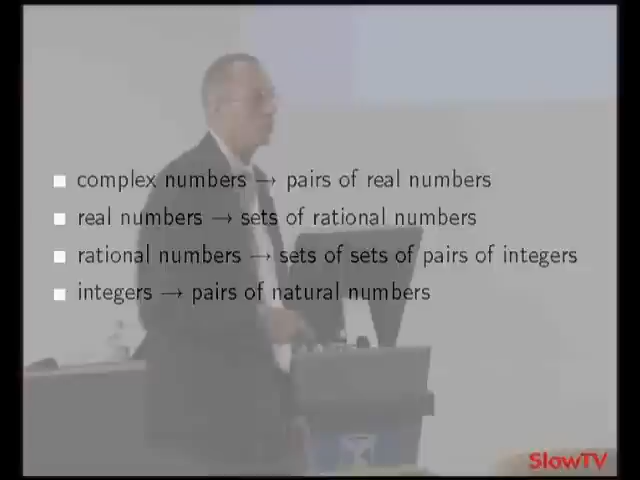 complex numbers → pairs of real numbers
real numbers → sets of rational numbers
rational numbers → sets of sets of pairs of integers
integers → pairs of natural numbers
SlowTV